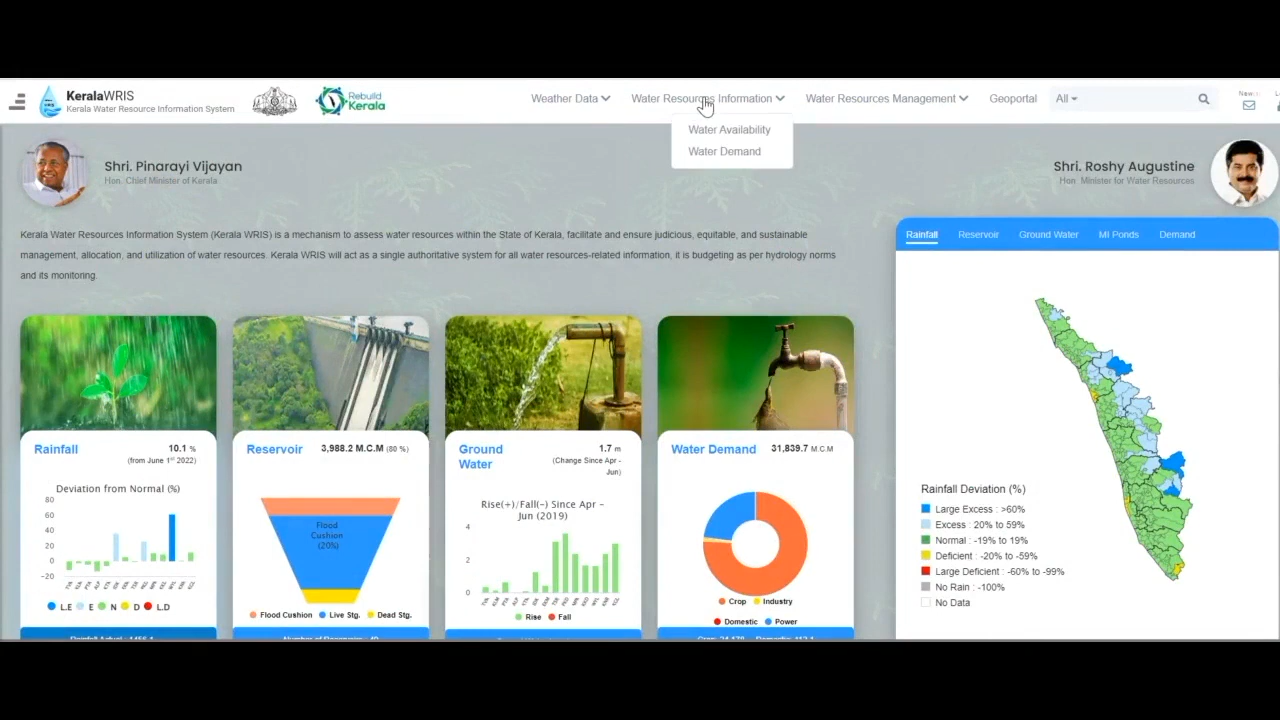 KeralaWRIS
Kerala Water Resource Information System
Rebuild
Kerala
Weather Data
Water Resources Information
Water Resources Management
Geoportal
All
Water Availability
Water Demand
Shri. Pinarayi Vijayan
Hon. Chief Minister of Kerala
Shri. Roshy Augustine
Hon Minister for Water Resources
Kerala Water Resources Information System (Kerala WRIS) is a mechanism to assess water resources within the State of Kerala, facilitate and ensure judicious, equitable, and sustainable
management, allocation, and utilization of water resources. Kerala WRIS will act as a single authoritative system for all water resources-related information, it is budgeting as per hydrology norms
and its monitoring.
Rainfall Reservoir Ground Water MI Ponds Demand
Rainfall 10.1 %
(from June 1st 2022)
Deviation from Normal (%)
80
60
40
20
0
-20
L.E E N D L.D
Reservoir 3,988.2 M.C.M (80 %)
Flood
Cushion
(20%)
Flood Cushion Live Stg. Dead Stg.
Ground
Water
1.7 m
(Change Since Apr -
Jun)
Rise(+)/Fall(-) Since Apr -
Jun (2019)
4
2
0
Rise Fall
Water Demand 31,839.7 M.C.M
Crop Industry
Domestic Power
Rainfall Deviation (%)
Large Excess : >60%
Excess : 20% to 59%
Normal : -19% to 19%
Deficient : -20% to -59%
Large Deficient : -60% to -99%
No Rain : -100%
No Data